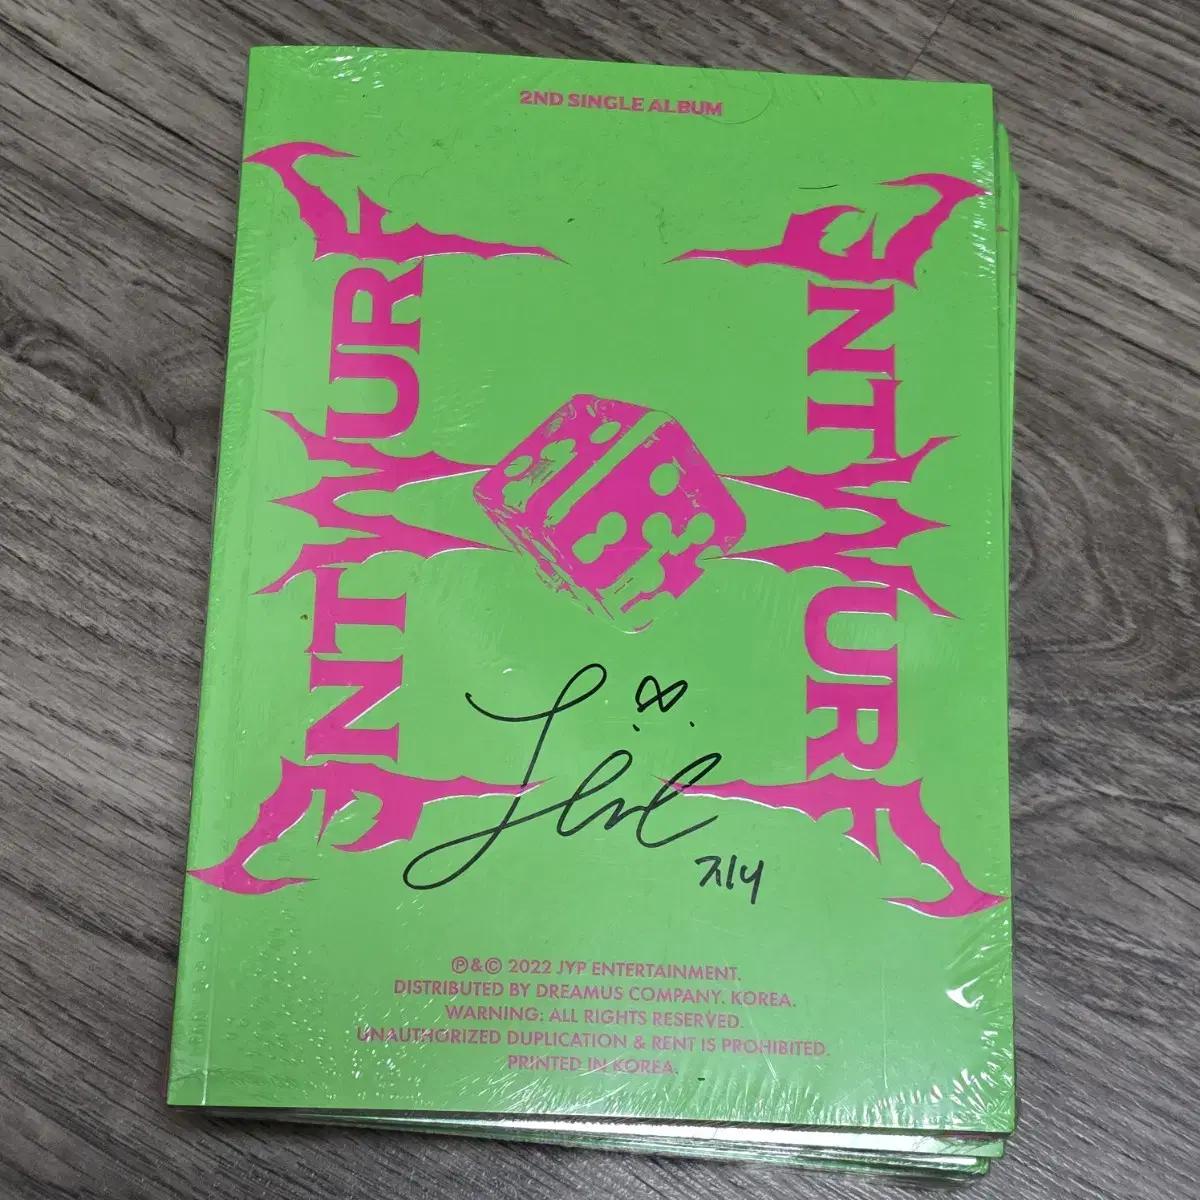 2ND SINGLE ALBUM
ENTWURF
ENTWURF
지니
Ⓟ&© 2022 JYP ENTERTAINMENT.
DISTRIBUTED BY DREAMUS COMPANY. KOREA.
WARNING: ALL RIGHTS RESERVED.
UNAUTHORIZED DUPLICATION & RENT IS PROHIBITED.
PRINTED IN KOREA.